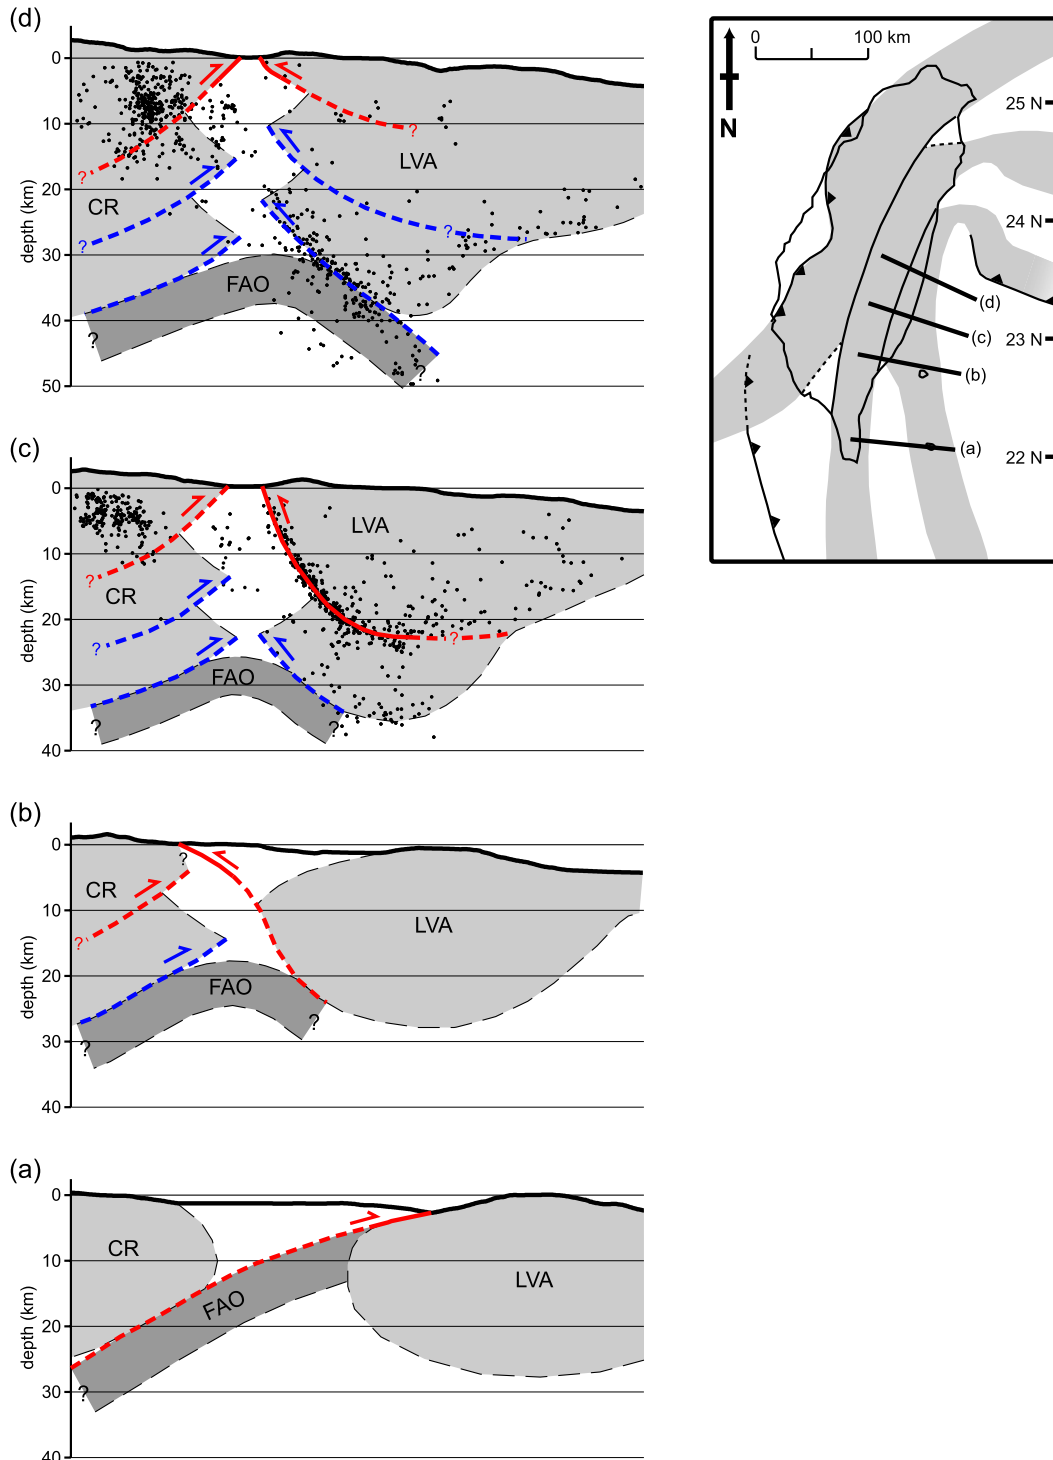 (d)
0
10
20
30
40
50
depth (km)
CR
LVA
FAO
?
?
?
?
?
?
(c)
0
10
20
30
40
depth (km)
CR
LVA
FAO
?
?
?
?
?
(b)
0
10
20
30
40
depth (km)
CR
LVA
FAO
?
?
?
?
(a)
0
10
20
30
40
depth (km)
CR
LVA
FAO
?
0 100 km
N
25 N
24 N
23 N
22 N
(d)
(c)
(b)
(a)